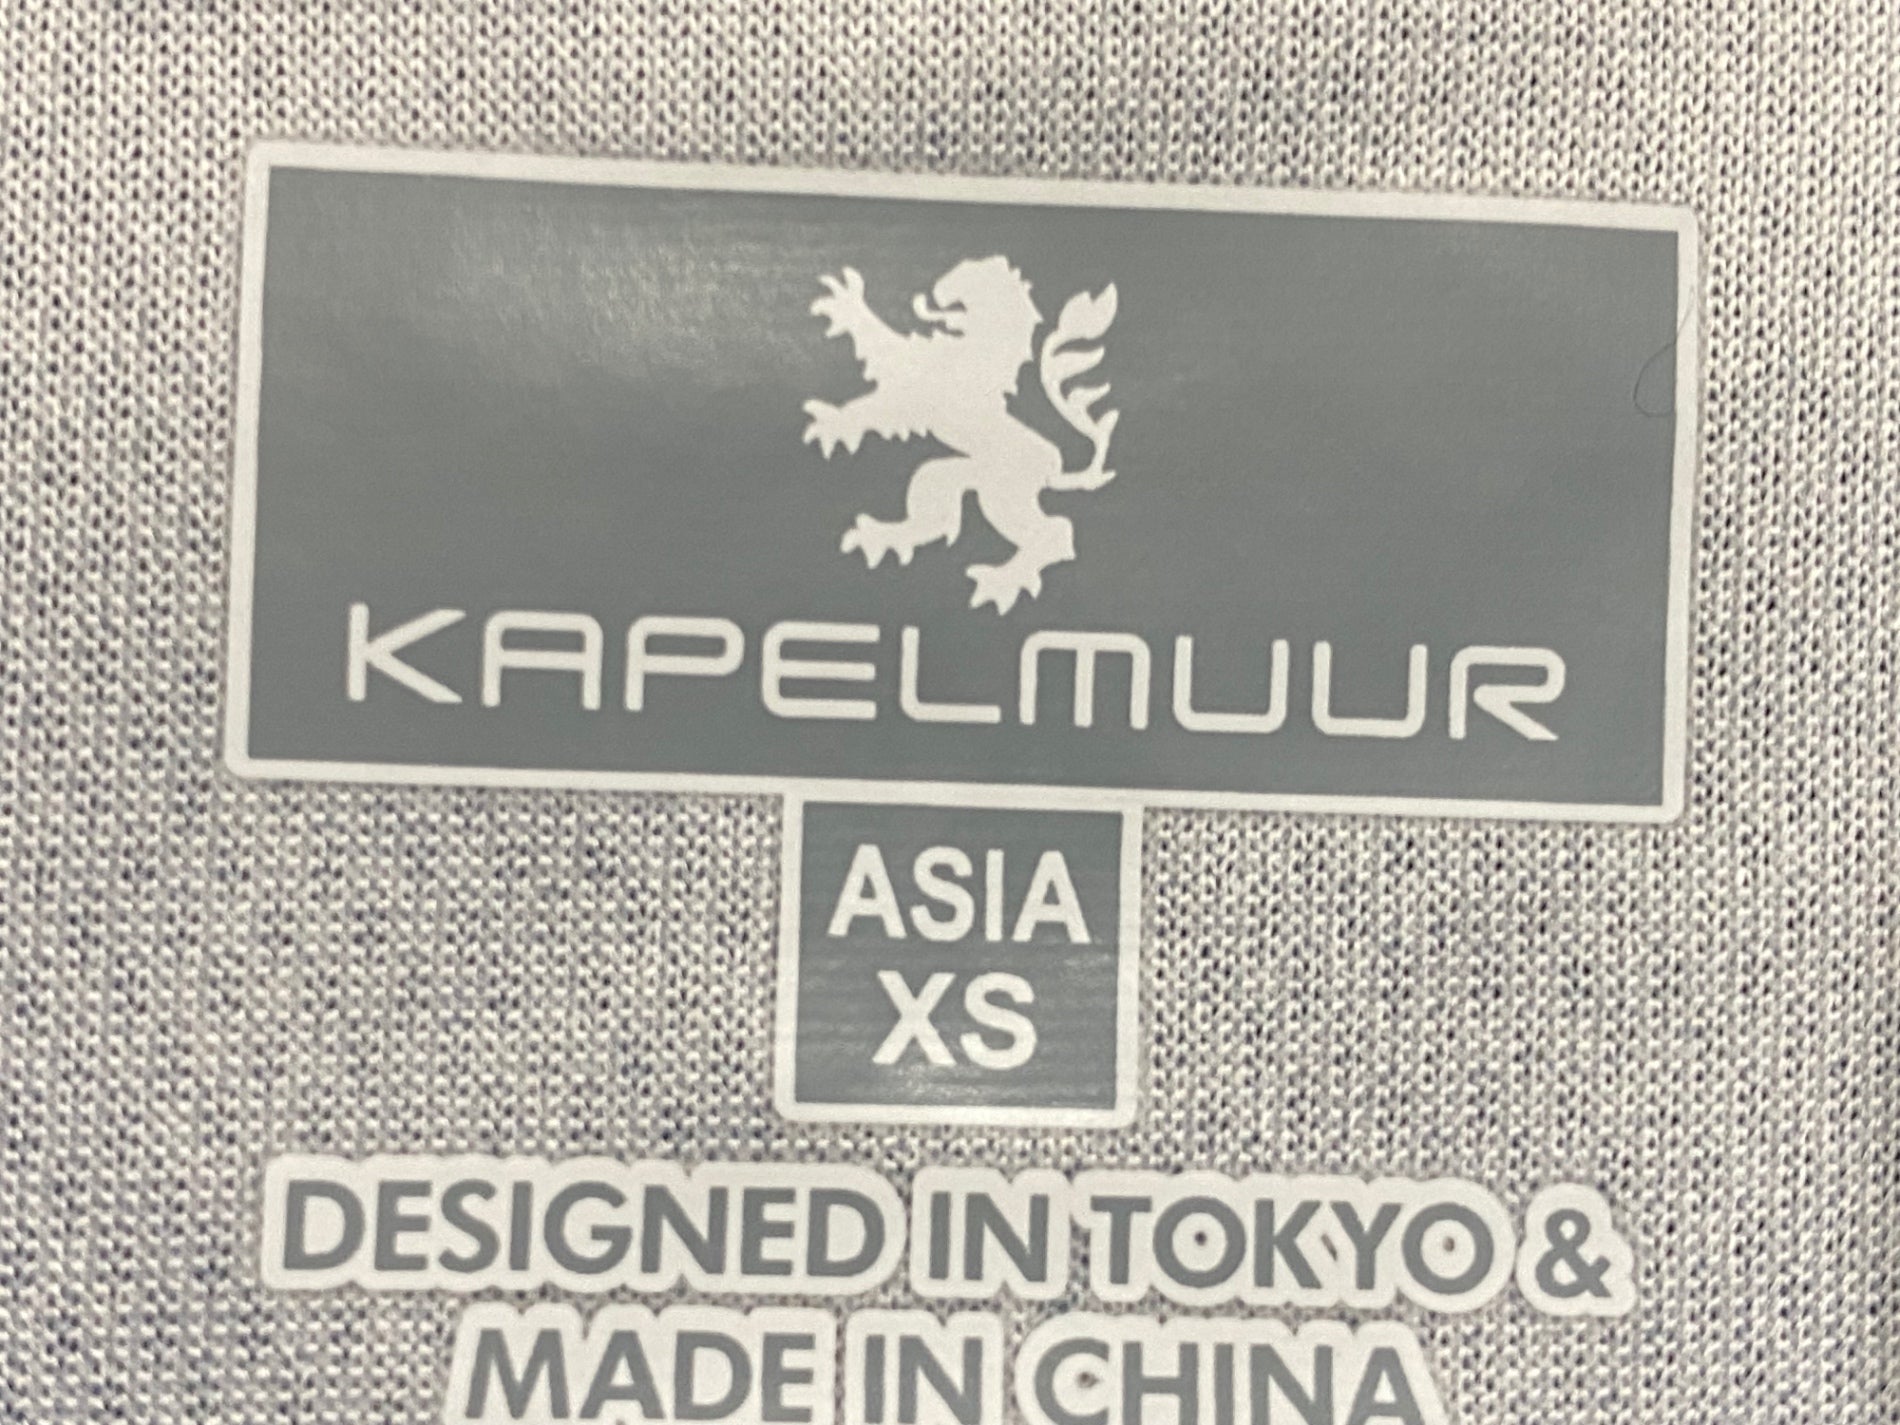 KAPELMUUR
ASIA
XS
DESIGNED IN TOKYO &
MADE IN CHINA